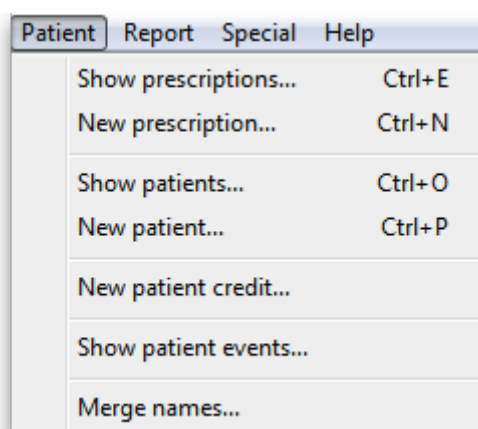 Patient Report Special Help
Show prescriptions... Ctrl+E
New prescription... Ctrl+N
Show patients... Ctrl+O
New patient... Ctrl+P
New patient credit...
Show patient events...
Merge names...